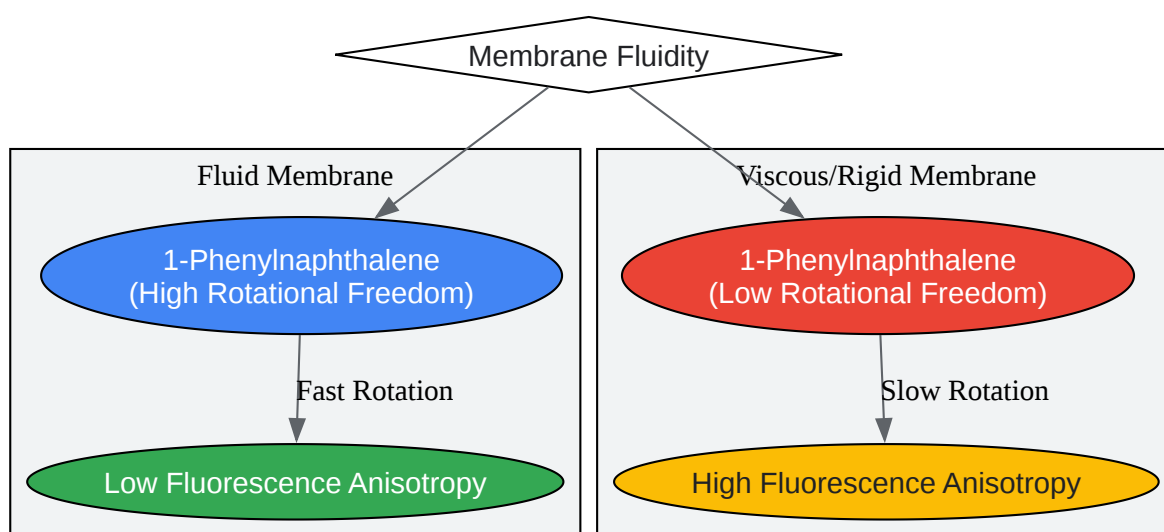 Membrane Fluidity
Fluid Membrane
Viscous/Rigid Membrane
1-Phenylnaphthalene
(High Rotational Freedom)
1-Phenylnaphthalene
(Low Rotational Freedom)
Fast Rotation
Slow Rotation
Low Fluorescence Anisotropy
High Fluorescence Anisotropy